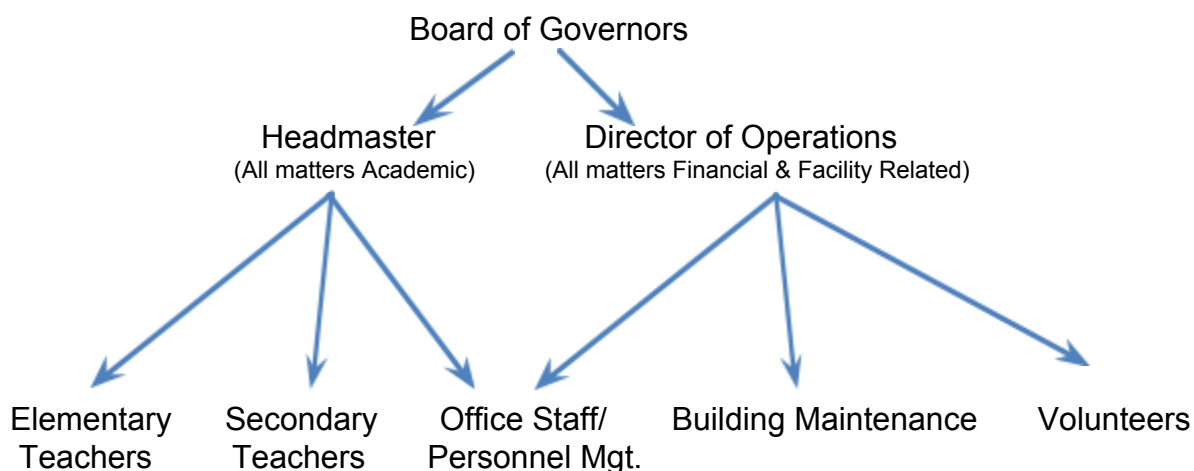 Board of Governors
Headmaster
(All matters Academic)
Director of Operations
(All matters Financial & Facility Related)
Elementary
Teachers
Secondary
Teachers
Office Staff/
Personnel Mgt.
Building Maintenance
Volunteers